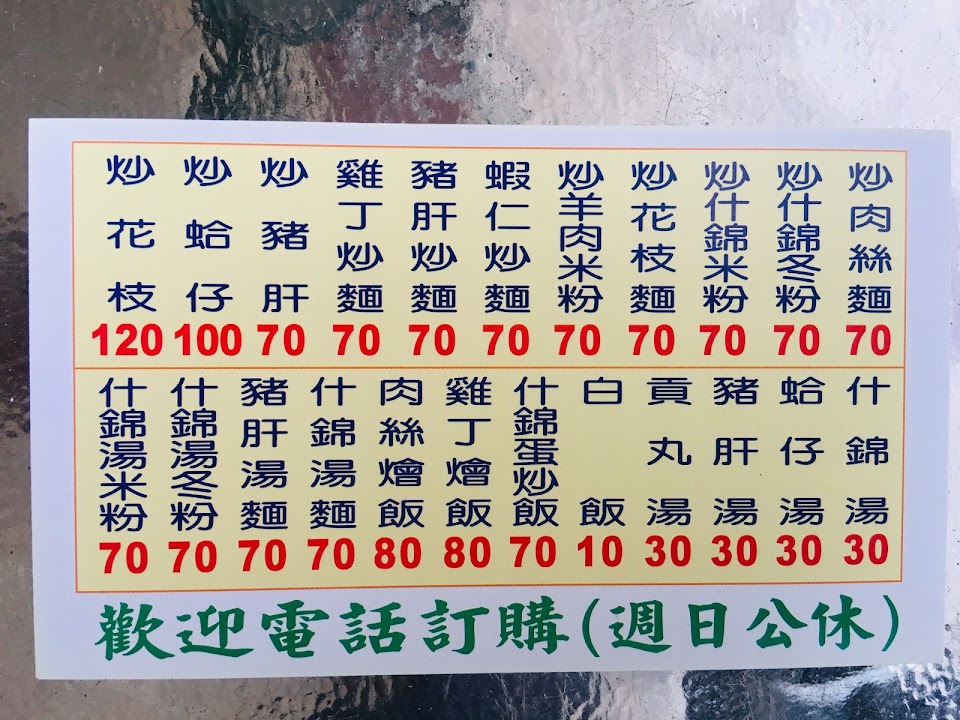 炒肉絲麵 70
炒什錦冬粉 70
炒什錦米粉 70
炒花枝麵 70
炒羊肉米粉 70
蝦仁炒麵 70
豬肝炒麵 70
雞丁炒麵 70
炒豬肝 70
炒蛤仔 100
炒花枝 120
什錦湯 30
蛤仔湯 30
豬肝湯 30
貢丸湯 30
白飯 10
什錦蛋炒飯 70
雞丁燴飯 80
肉絲燴飯 80
什錦湯麵 70
豬肝湯麵 70
什錦湯冬粉 70
什錦湯米粉 70
歡迎電話訂購(週日公休)